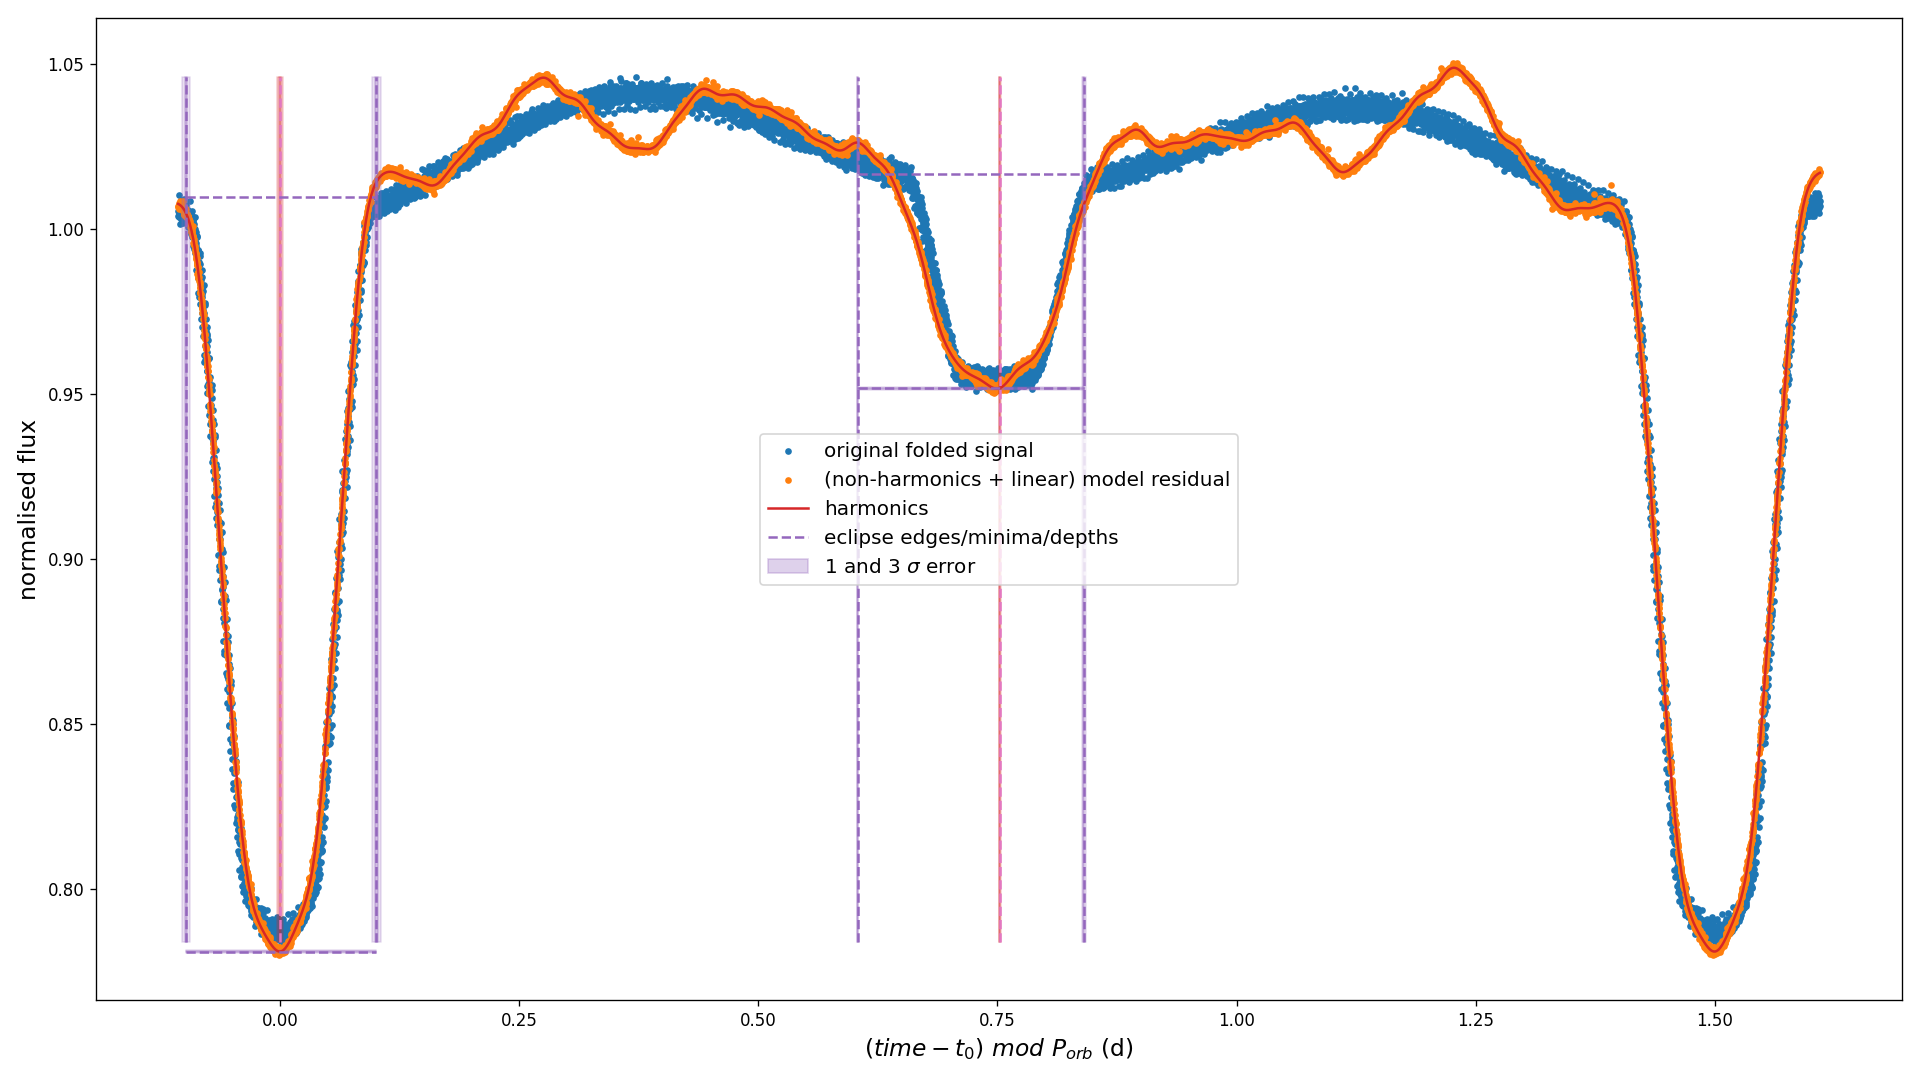 1.05
1.00
0.95
0.90
0.85
0.80
normalised flux
original folded signal
(non-harmonics + linear) model residual
harmonics
eclipse edges/minima/depths
1 and 3 σ error
0.00 0.25 0.50 0.75 1.00 1.25 1.50
(time − t₀) mod Pₒᵣb (d)